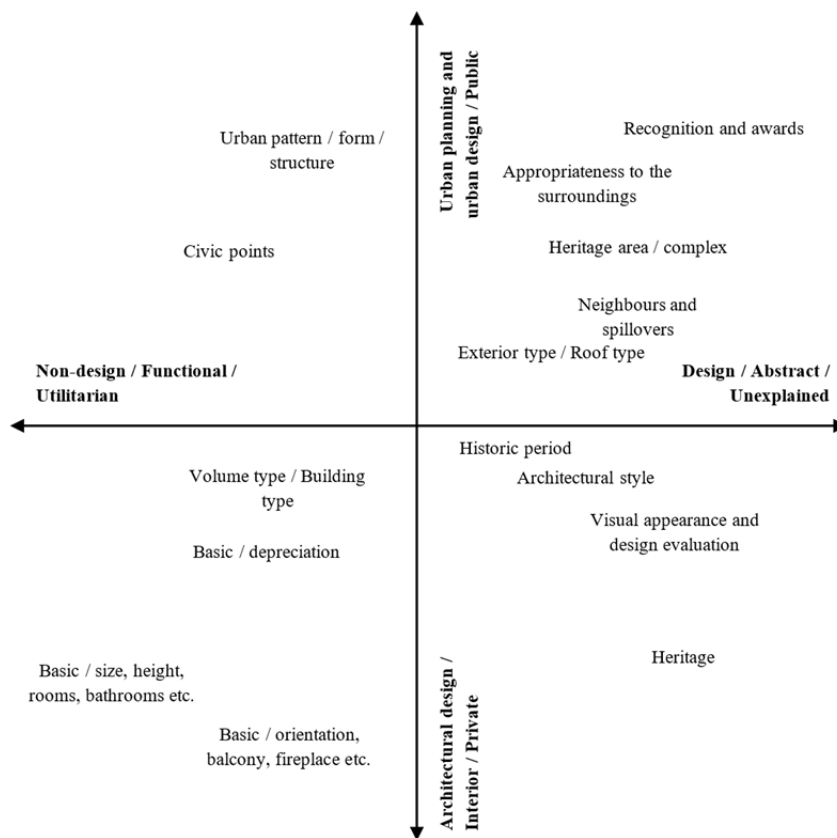 Urban planning and
urban design / Public
Urban pattern / form /
structure
Recognition and awards
Appropriateness to the
surroundings
Civic points
Heritage area / complex
Neighbours and
spillovers
Exterior type / Roof type
Non-design / Functional /
Utilitarian
Design / Abstract /
Unexplained
Historic period
Volume type / Building
type
Architectural style
Visual appearance and
design evaluation
Basic / depreciation
Heritage
Basic / size, height,
rooms, bathrooms etc.
Basic / orientation,
balcony, fireplace etc.
Architectural design /
Interior / Private